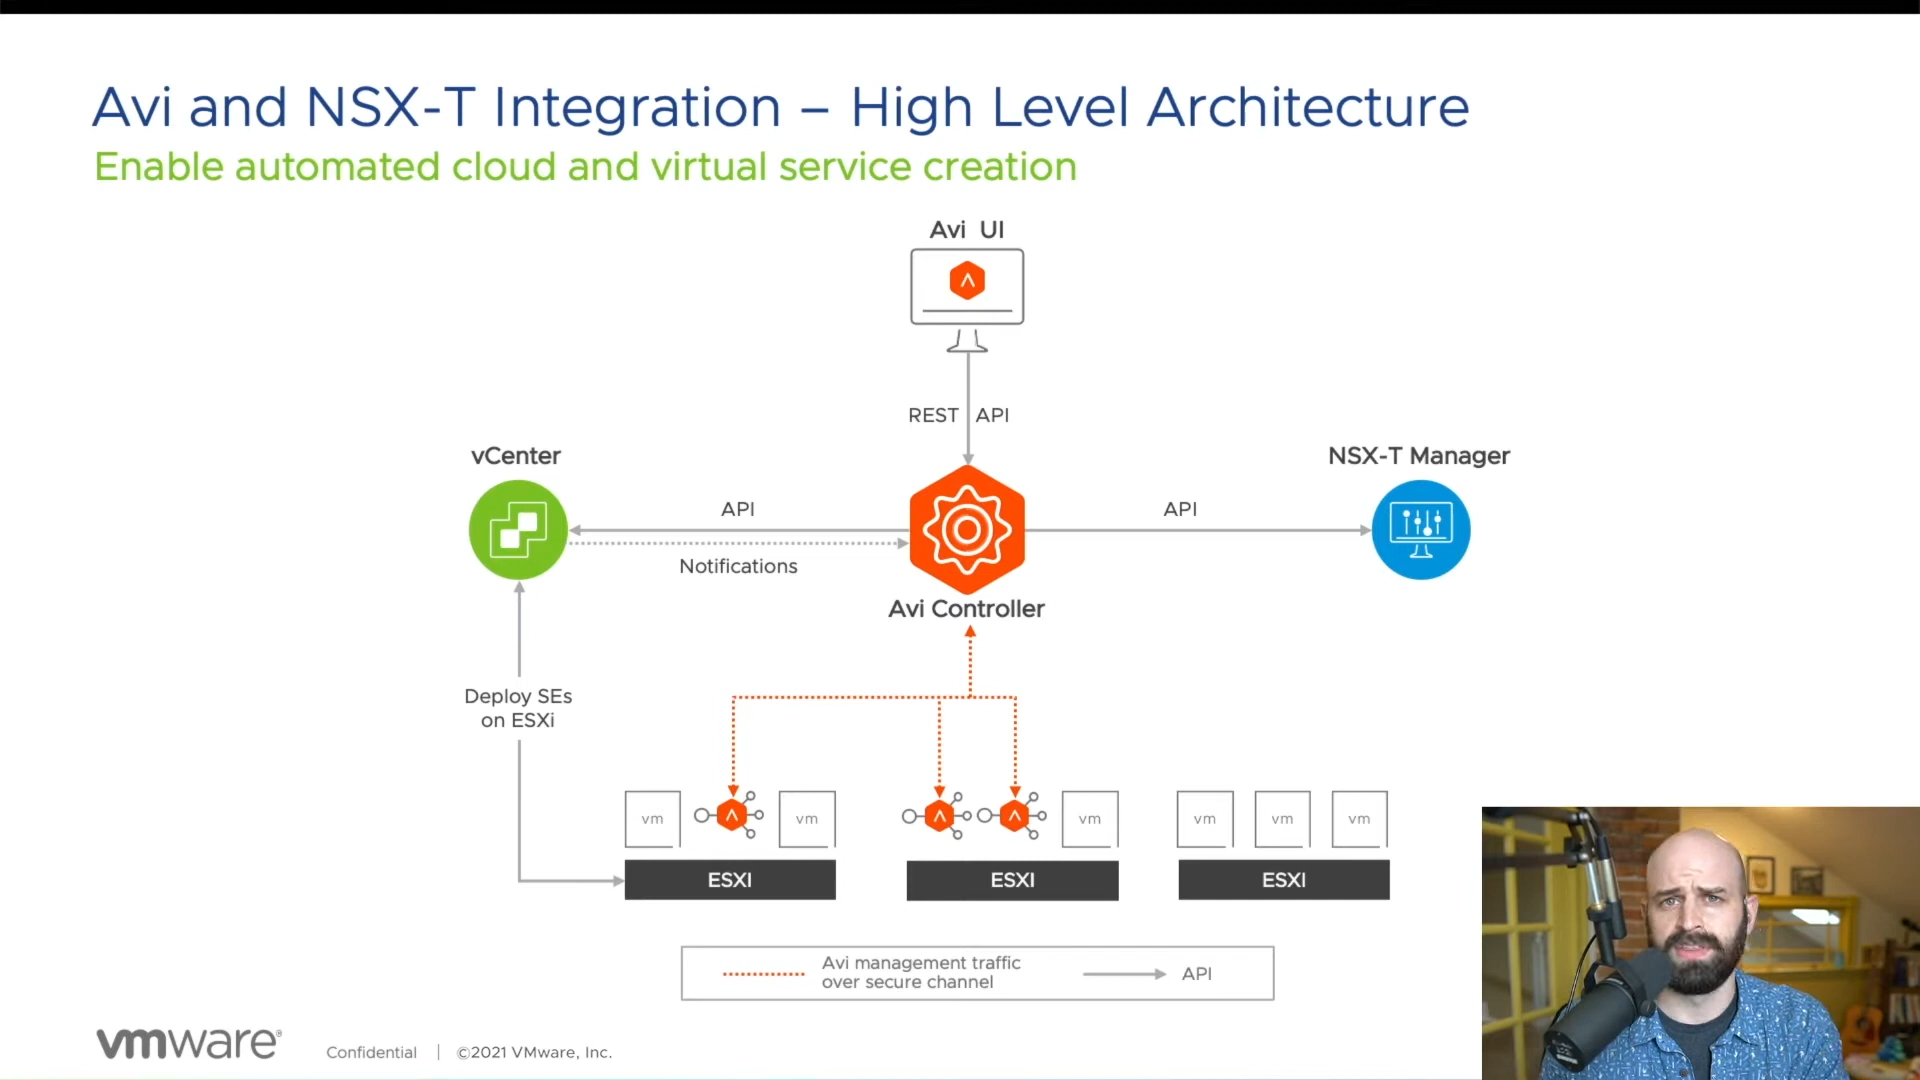 Avi and NSX-T Integration – High Level Architecture
Enable automated cloud and virtual service creation
Avi UI
REST API
vCenter
NSX-T Manager
API
API
Notifications
Avi Controller
Deploy SEs
on ESXi
vm
vm
vm
vm
vm
vm
ESXI
ESXI
ESXI
Avi management traffic
over secure channel
API
vmware®
Confidential | ©2021 VMware, Inc.